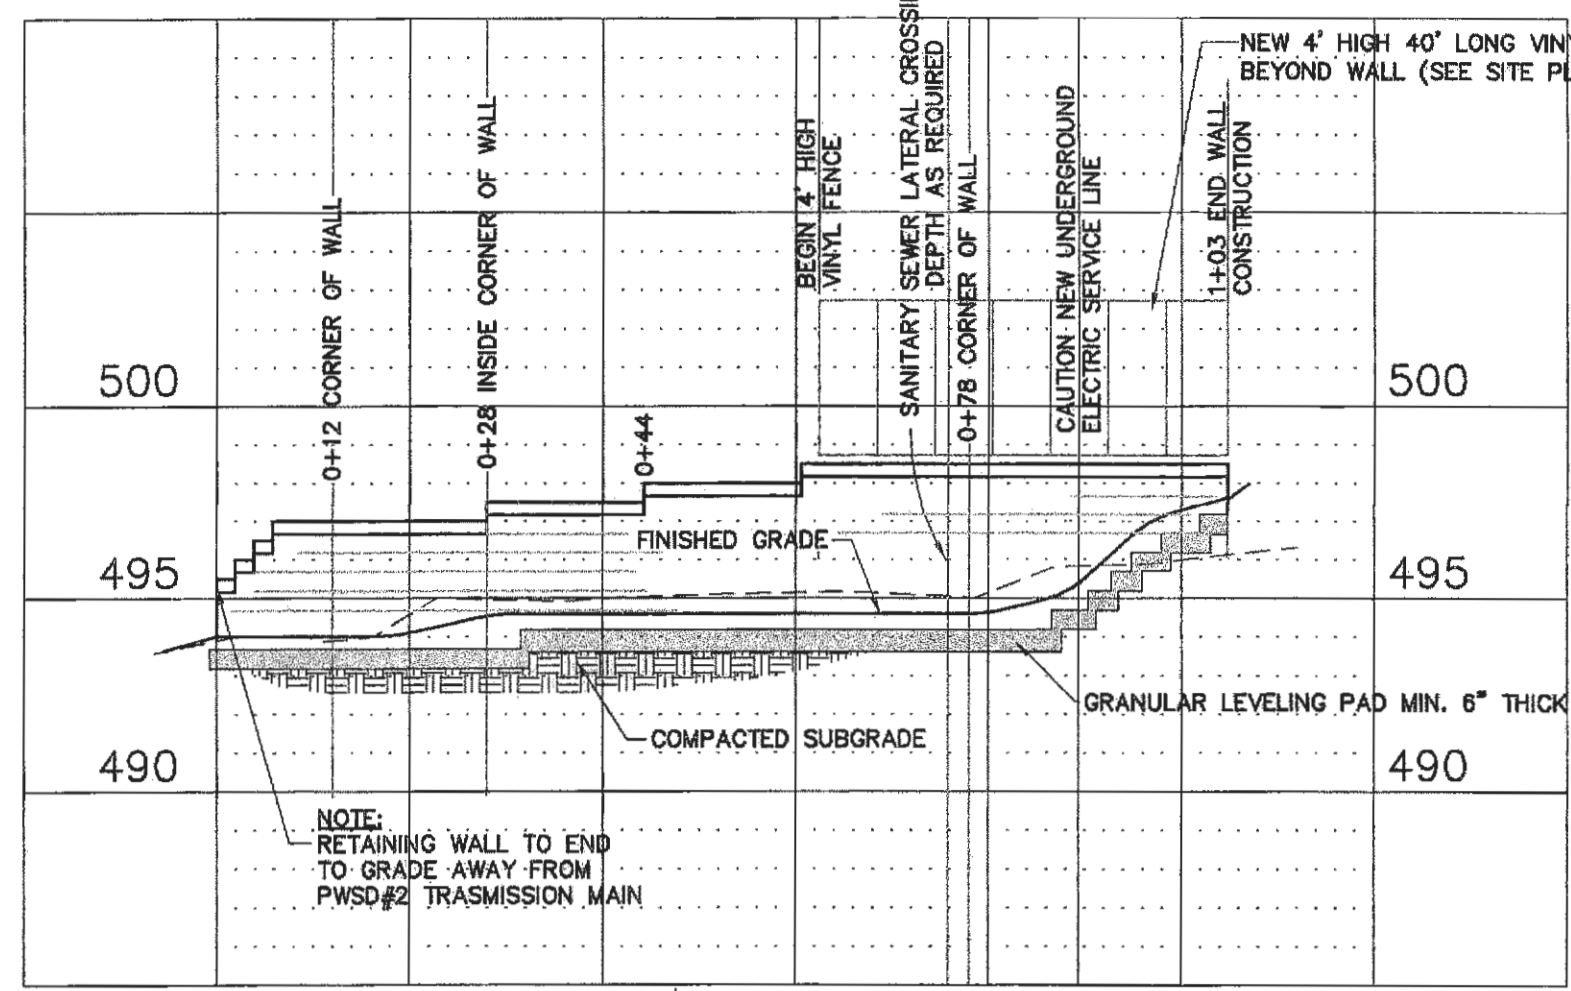 NEW 4' HIGH 40' LONG
BEYOND WALL (SEE SITE
0+12 CORNER OF WALL
0+28 INSIDE CORNER OF WALL
0+44
BEGIN 4' HIGH
VINYL FENCE
SANITARY SEWER LATERAL
DEPTH AS REQUIRED
0+78 CORNER OF WALL
CAUTION NEW UNDERGROUND
ELECTRIC SERVICE LINE
1+03 END WALL
CONSTRUCTION
500
500
FINISHED GRADE
495
495
GRANULAR LEVELING PAD MIN. 6" THICK
COMPACTED SUBGRADE
490
490
NOTE:
RETAINING WALL TO END
TO GRADE AWAY FROM
PWSD#2 TRASMISSION MAIN